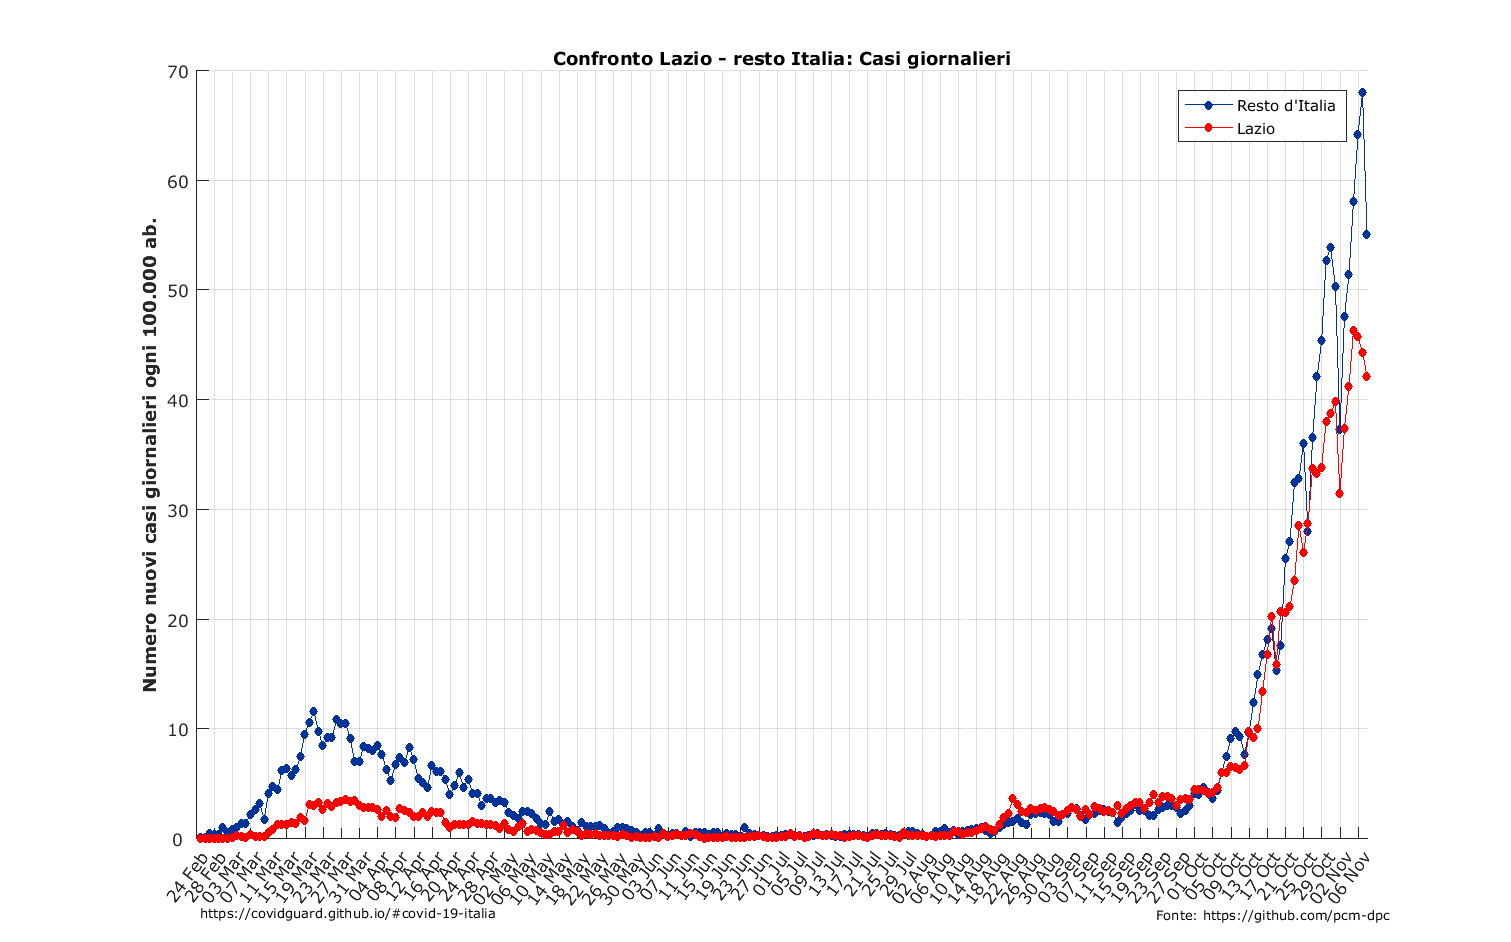 Confronto Lazio - resto Italia: Casi giornalieri
70
60
50
40
30
20
10
0
Numero nuovi casi giornalieri ogni 100.000 ab.
Resto d'Italia
Lazio
24 Feb
28 Feb
03 Mar
07 Mar
11 Mar
15 Mar
19 Mar
23 Mar
27 Mar
31 Mar
04 Apr
08 Apr
12 Apr
16 Apr
20 Apr
24 Apr
28 Apr
02 May
06 May
10 May
14 May
18 May
22 May
26 May
30 May
03 Jun
07 Jun
11 Jun
15 Jun
19 Jun
23 Jun
27 Jun
01 Jul
05 Jul
09 Jul
13 Jul
17 Jul
21 Jul
25 Jul
29 Jul
02 Aug
06 Aug
10 Aug
14 Aug
18 Aug
22 Aug
26 Aug
30 Aug
03 Sep
07 Sep
11 Sep
15 Sep
19 Sep
23 Sep
27 Sep
01 Oct
05 Oct
09 Oct
13 Oct
17 Oct
21 Oct
25 Oct
29 Oct
02 Nov
06 Nov
https://covidguard.github.io/#covid-19-italia
Fonte: https://github.com/pcm-dpc